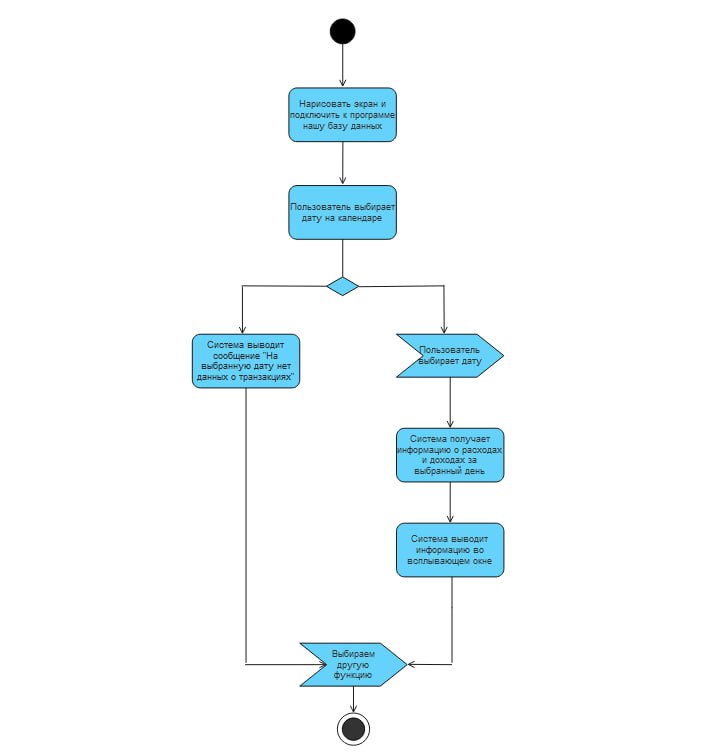 Нарисовать экран и
подключить к программе
нашу базу данных
Пользователь выбирает
дату на календаре
Система выводит
сообщение "На
выбранную дату нет
данных о транзакциях"
Пользователь
выбирает дату
Система получает
информацию о расходах
и доходах за
выбранный день
Система выводит
информацию во
всплывающем окне
Выбираем
другую
функцию